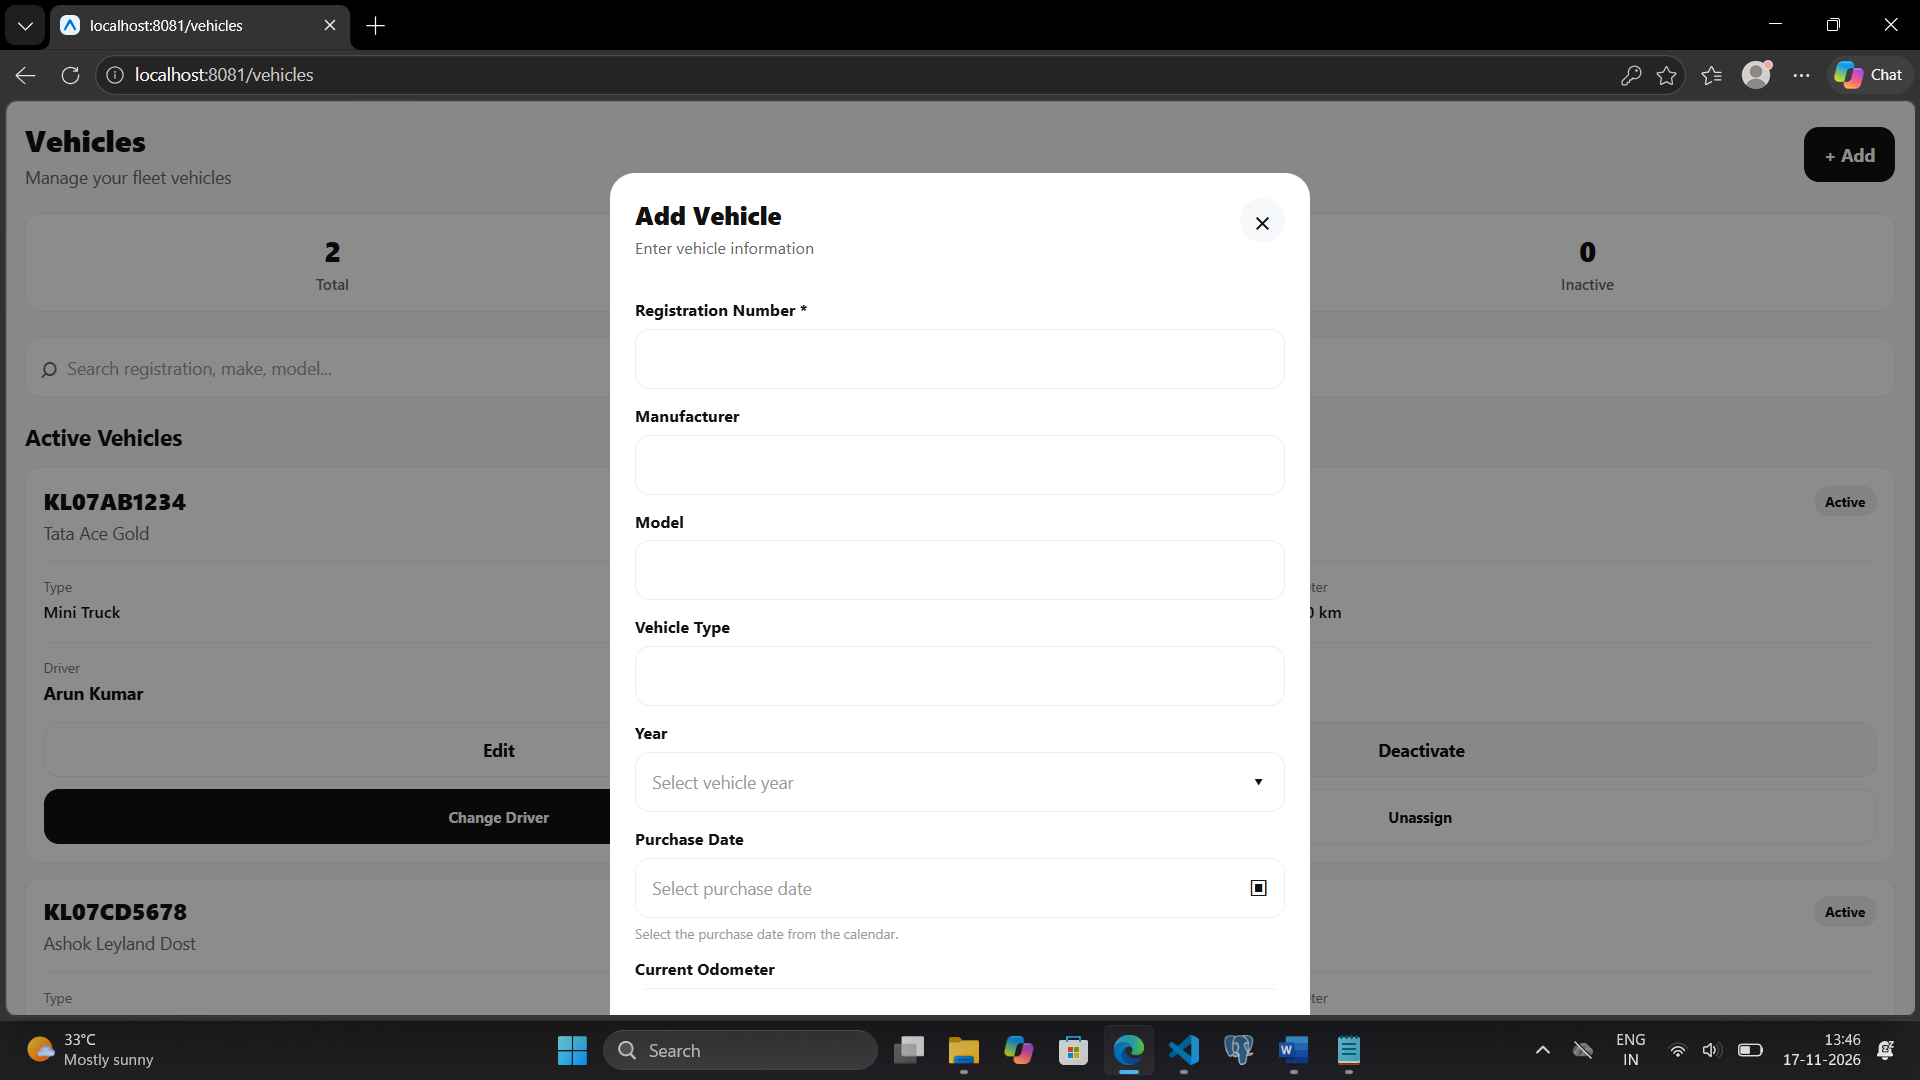 localhost:8081/vehicles
localhost:8081/vehicles
Chat
Vehicles
Manage your fleet vehicles
+ Add
2
Total
0
Inactive
Search registration, make, model...
Active Vehicles
KL07AB1234
Tata Ace Gold
Active
Type
Mini Truck
ter
0 km
Driver
Arun Kumar
Edit
Deactivate
Change Driver
Unassign
KL07CD5678
Ashok Leyland Dost
Active
Type
ter
Add Vehicle
Enter vehicle information
Registration Number *
Manufacturer
Model
Vehicle Type
Year
Select vehicle year
Purchase Date
Select purchase date
Select the purchase date from the calendar.
Current Odometer
33°C
Mostly sunny
Search
ENG
IN
13:46
17-11-2026